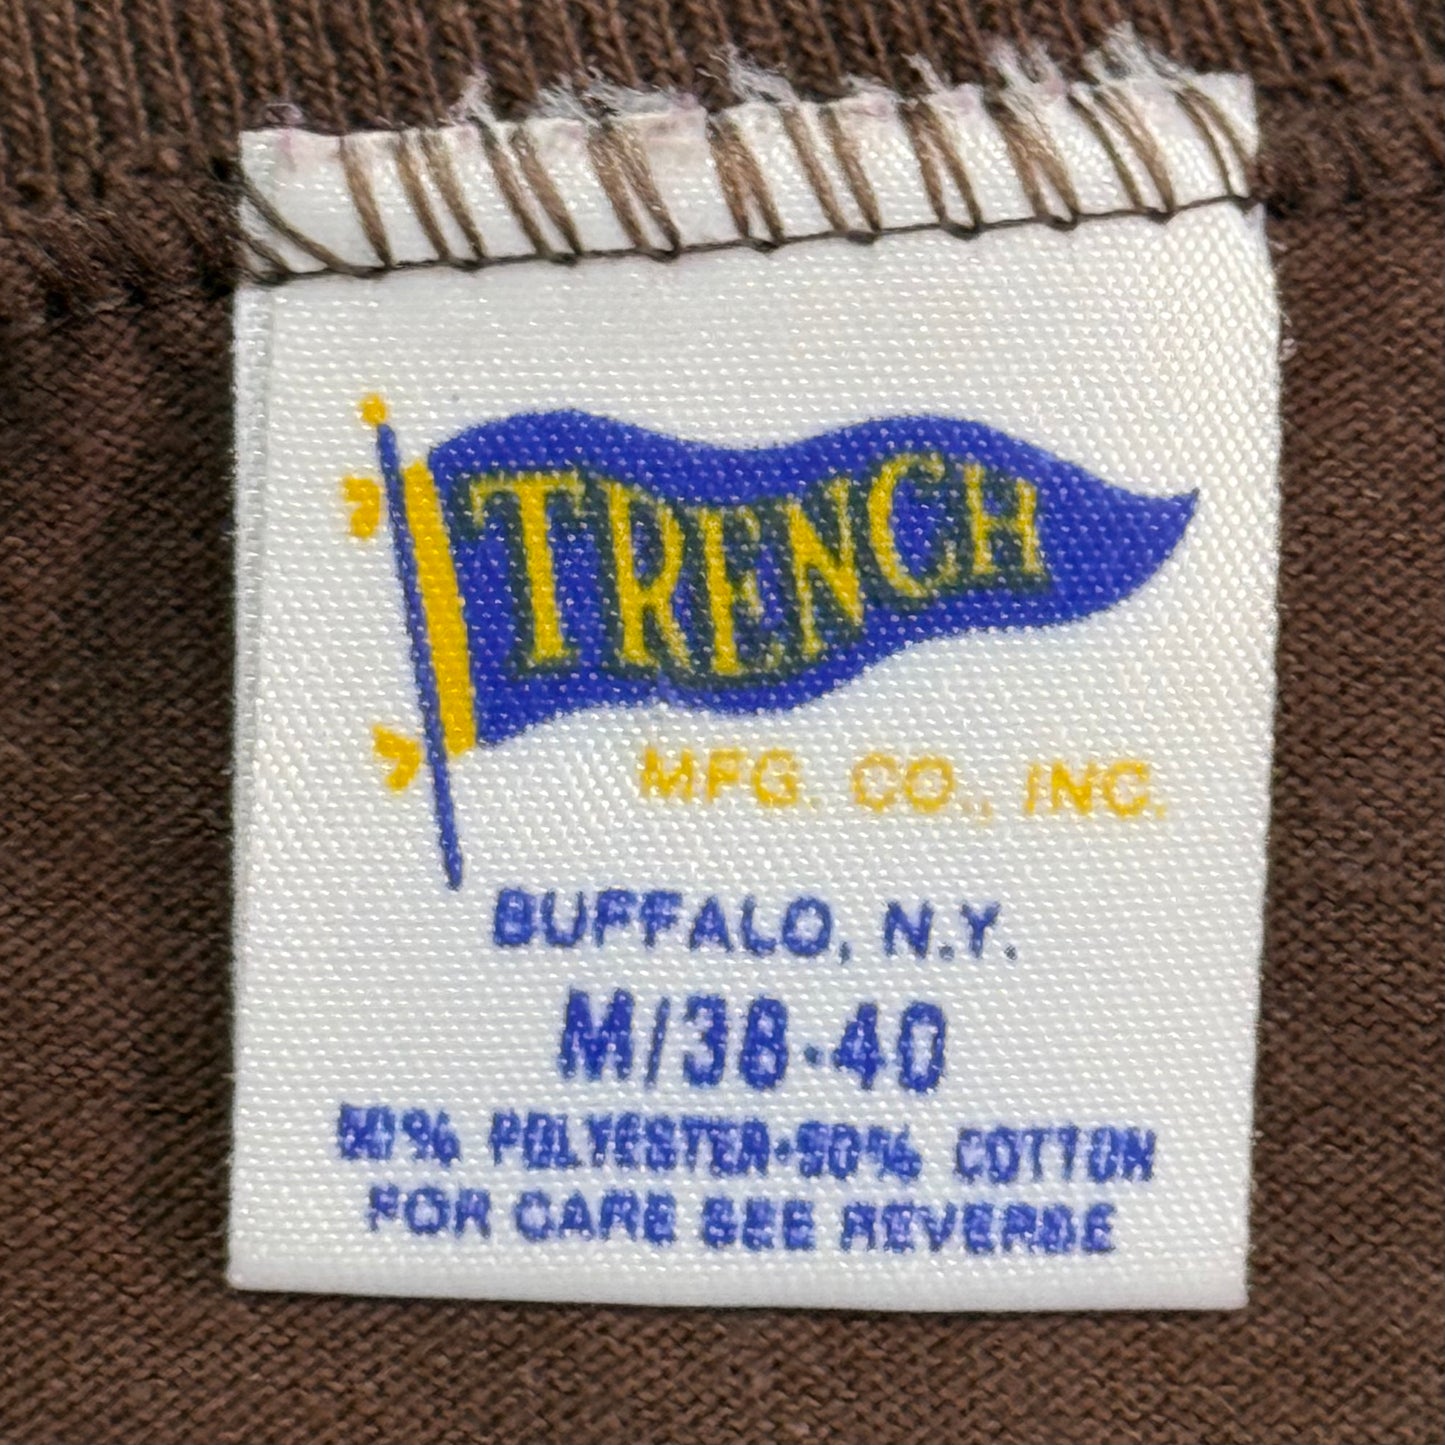 TRENCH
MFG. CO., INC.
BUFFALO, N.Y.
M/38-40
50% POLYESTER-50% COTTON
FOR CARE SEE REVERSE